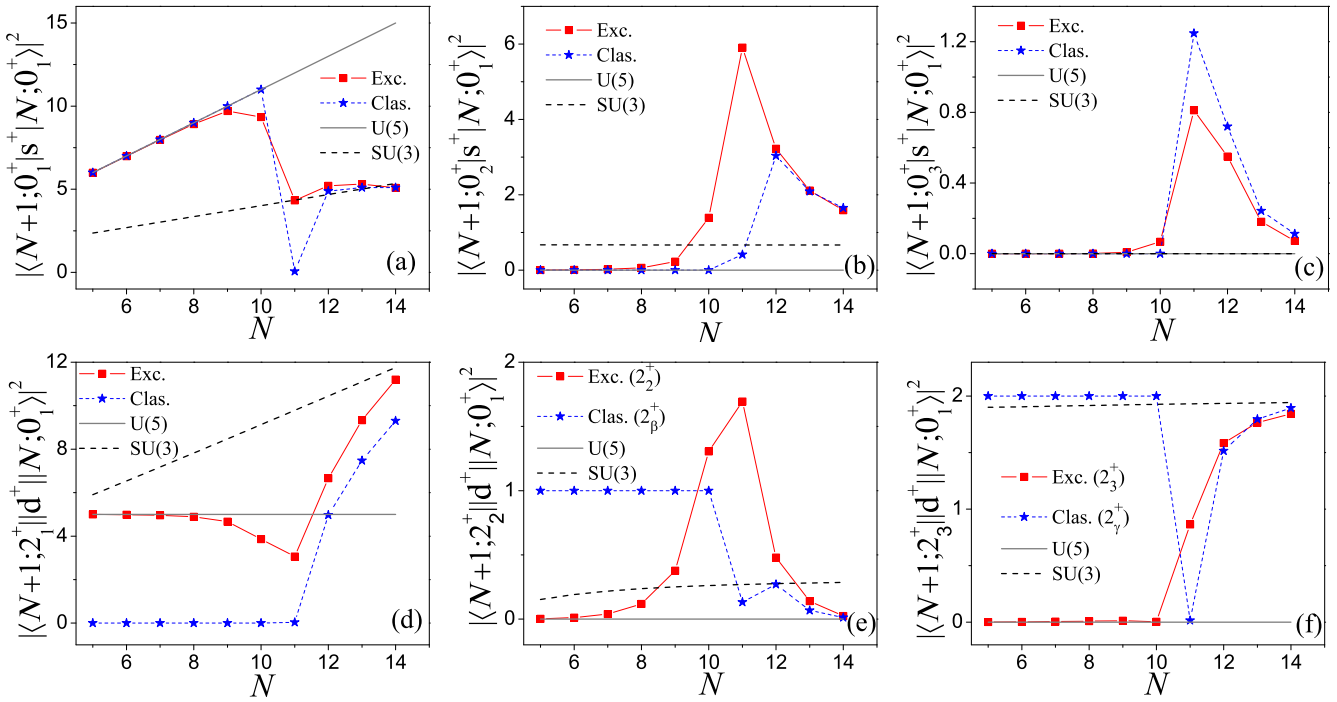 |⟨N+1;0₁⁺|s⁺|N;0₁⁺⟩|²
15
10
5
0
Exc.
Clas.
U(5)
SU(3)
(a)
6 8 10 12 14
N
|⟨N+1;0₂⁺|s⁺|N;0₁⁺⟩|²
6
4
2
0
Exc.
Clas.
U(5)
SU(3)
(b)
6 8 10 12 14
N
|⟨N+1;0₃⁺|s⁺|N;0₁⁺⟩|²
1.2
0.8
0.4
0.0
Exc.
Clas.
U(5)
SU(3)
(c)
6 8 10 12 14
N
|⟨N+1;2₁⁺||d⁺||N;0₁⁺⟩|²
12
8
4
0
Exc.
Clas.
U(5)
SU(3)
(d)
6 8 10 12 14
N
|⟨N+1;2₂⁺||d⁺||N;0₁⁺⟩|²
2
1
0
Exc. (2₂⁺)
Clas. (2ᵦ⁺)
U(5)
SU(3)
(e)
6 8 10 12 14
N
|⟨N+1;2₃⁺||d⁺||N;0₁⁺⟩|²
2
1
0
Exc. (2₃⁺)
Clas. (2ᵧ⁺)
U(5)
SU(3)
(f)
6 8 10 12 14
N